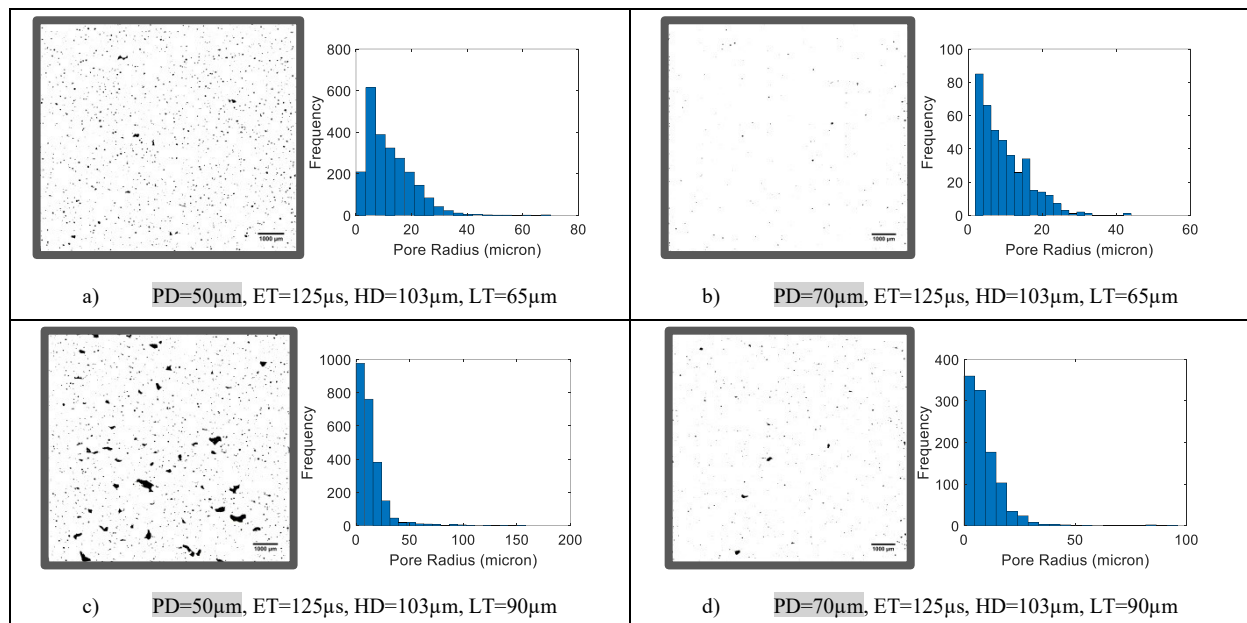 800
600
400
200
0
0 20 40 60 80
Frequency
Pore Radius (micron)
1000 µm
a) PD=50µm, ET=125µs, HD=103µm, LT=65µm
100
80
60
40
20
0
0 20 40 60
Frequency
Pore Radius (micron)
1000 µm
b) PD=70µm, ET=125µs, HD=103µm, LT=65µm
1000
800
600
400
200
0
0 50 100 150 200
Frequency
Pore Radius (micron)
1000 µm
c) PD=50µm, ET=125µs, HD=103µm, LT=90µm
400
300
200
100
0
0 50 100
Frequency
Pore Radius (micron)
1000 µm
d) PD=70µm, ET=125µs, HD=103µm, LT=90µm